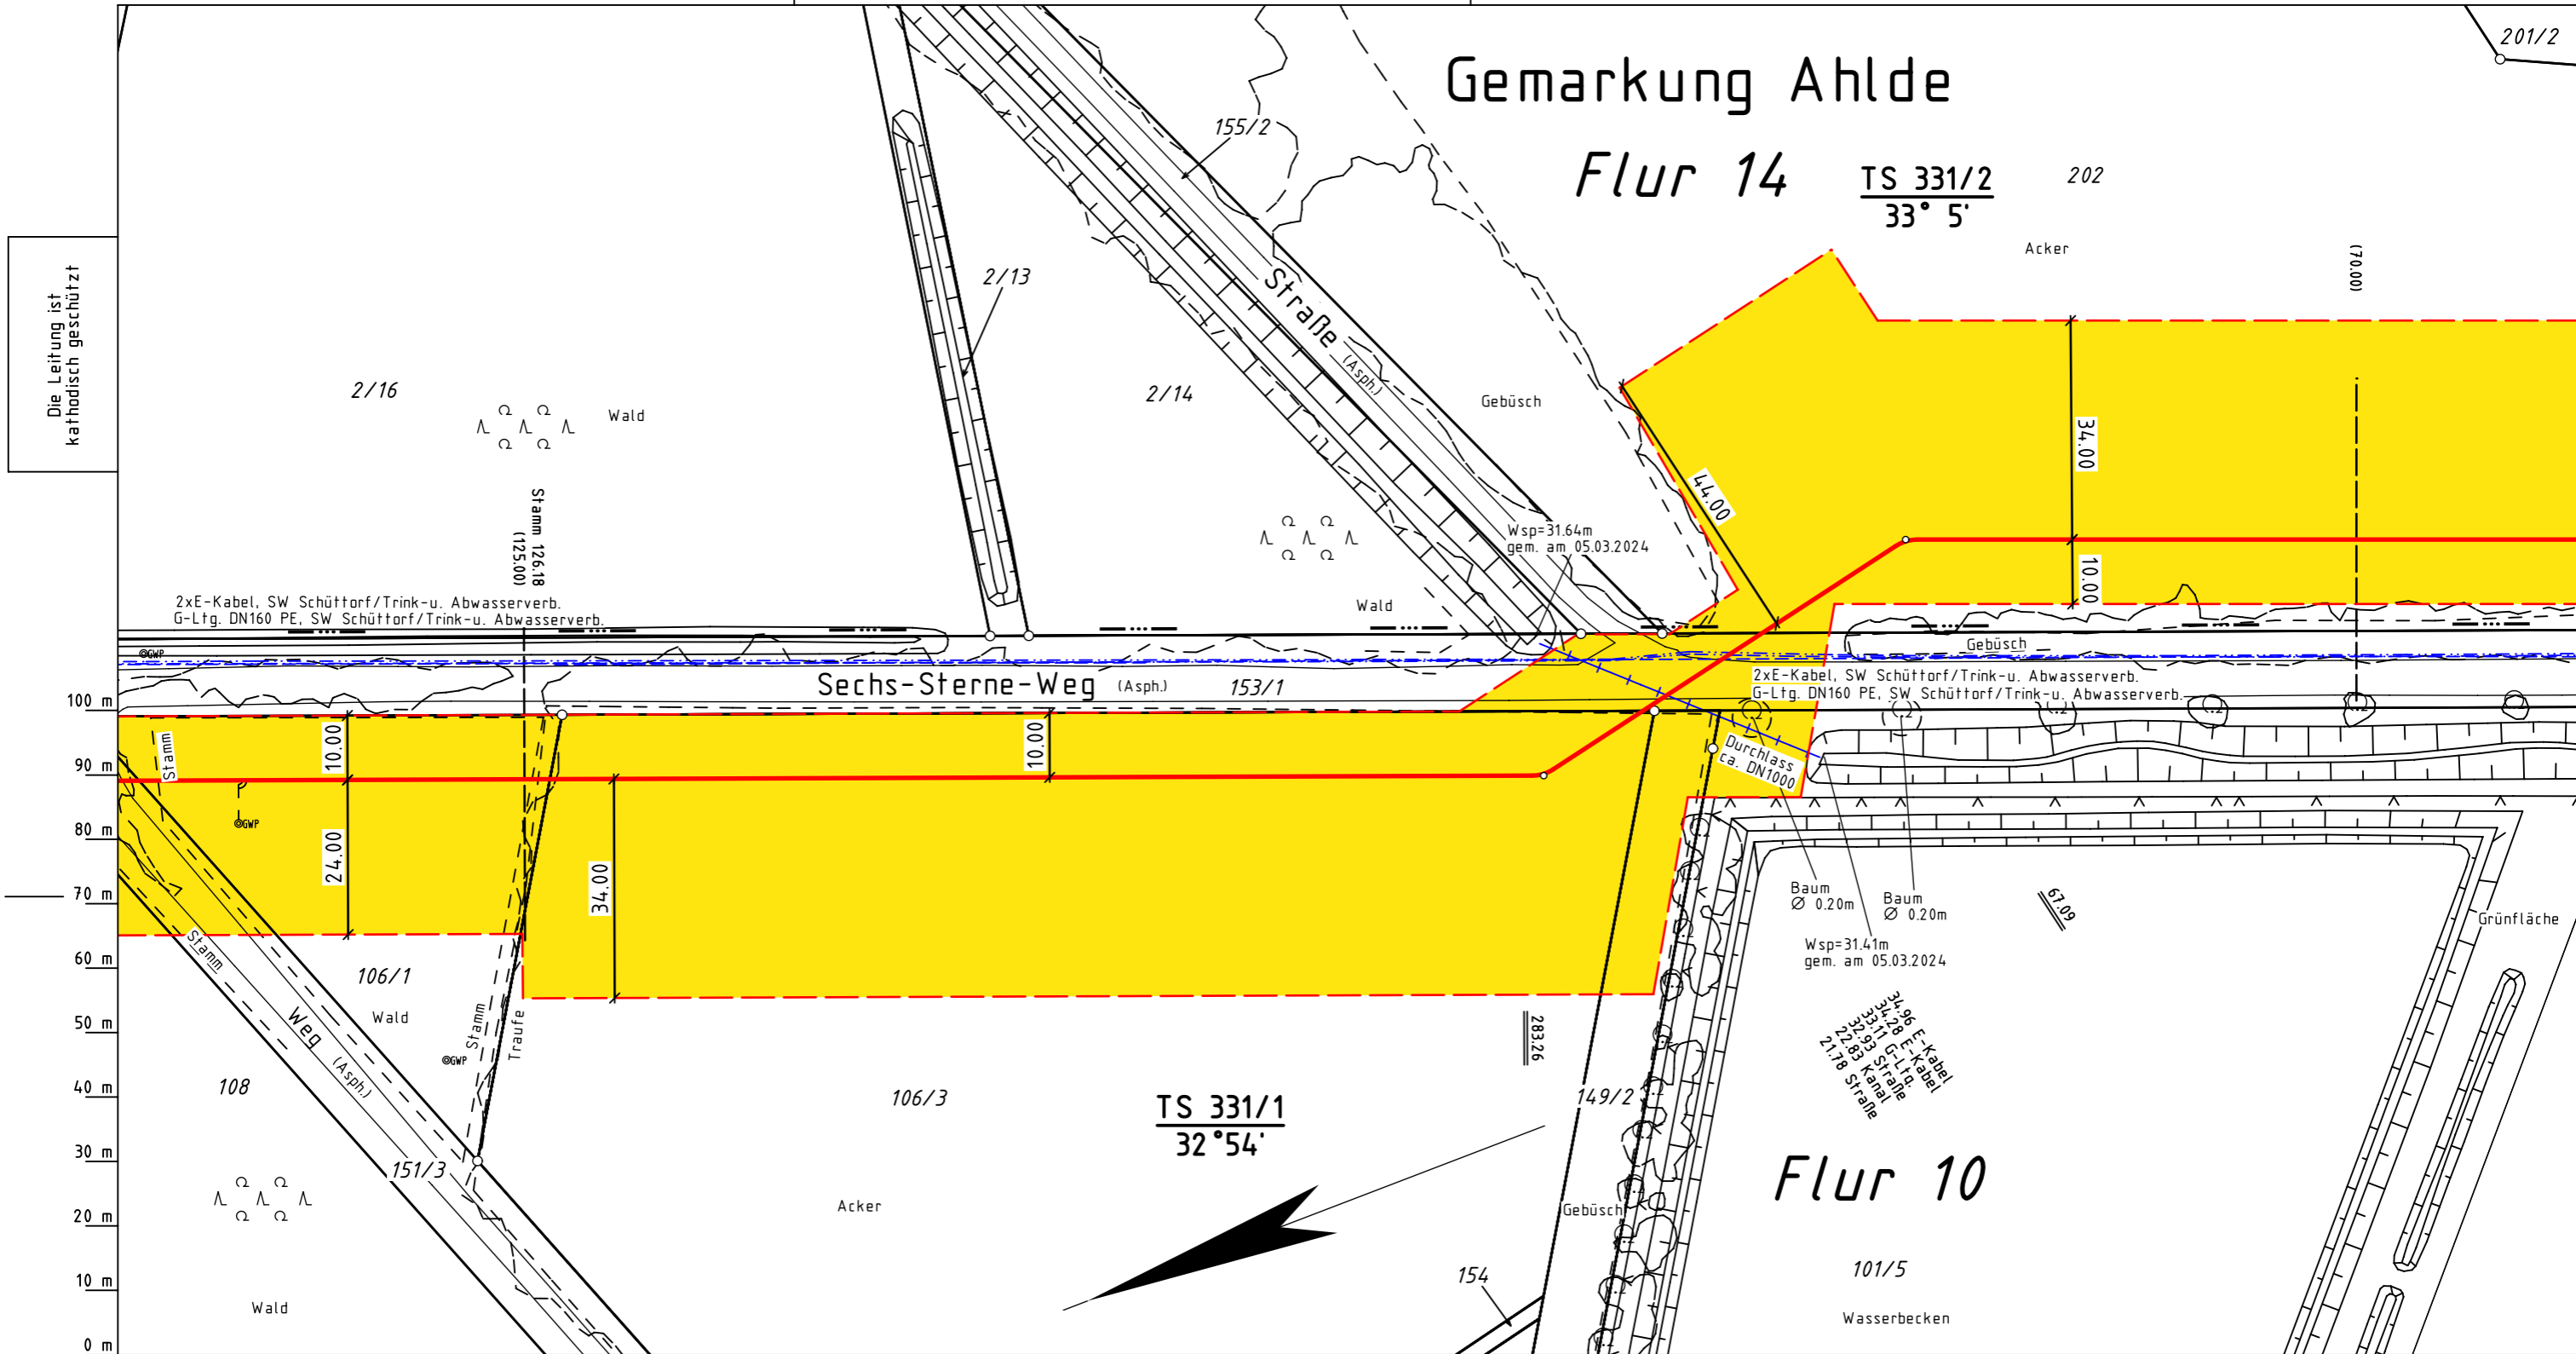 Gemarkung Ahlde
Flur 14
TS 331/2
33° 5'
202
201/2
Acker
(70.00)
155/2
2/13
Straße (Asph.)
Die Leitung ist
kathodisch geschützt
2/16
Wald
2/14
Gebüsch
34.00
44.00
10.00
Stamm 126.18
(125.00)
Wsp=31.64m
gem. am 05.03.2024
Wald
2xE-Kabel, SW Schüttorf/Trink-u. Abwasserverb.
G-Ltg. DN160 PE, SW Schüttorf/Trink-u. Abwasserverb.
GWP
Gebüsch
Sechs-Sterne-Weg (Asph.) 153/1
2xE-Kabel, SW Schüttorf/Trink-u. Abwasserverb.
G-Ltg. DN160 PE, SW Schüttorf/Trink-u. Abwasserverb.
100 m
90 m
80 m
70 m
60 m
50 m
40 m
30 m
20 m
10 m
0 m
Stamm
10.00
10.00
Durchlass
ca. DN1000
GWP
24.00
34.00
Baum
Ø 0.20m
Baum
Ø 0.20m
67.09
Grünfläche
Wsp=31.41m
gem. am 05.03.2024
Stamm
106/1
Wald
Weg (Asph.)
Stamm
Traufe
GWP
283.26
34.96 E-Kabel
34.28 E-Kabel
33.11 G-Ltg.
32.93 Straße
22.83 Kanal
21.78 Straße
108
106/3
TS 331/1
32°54'
149/2
151/3
Flur 10
Acker
Gebüsch
154
101/5
Wald
Wasserbecken